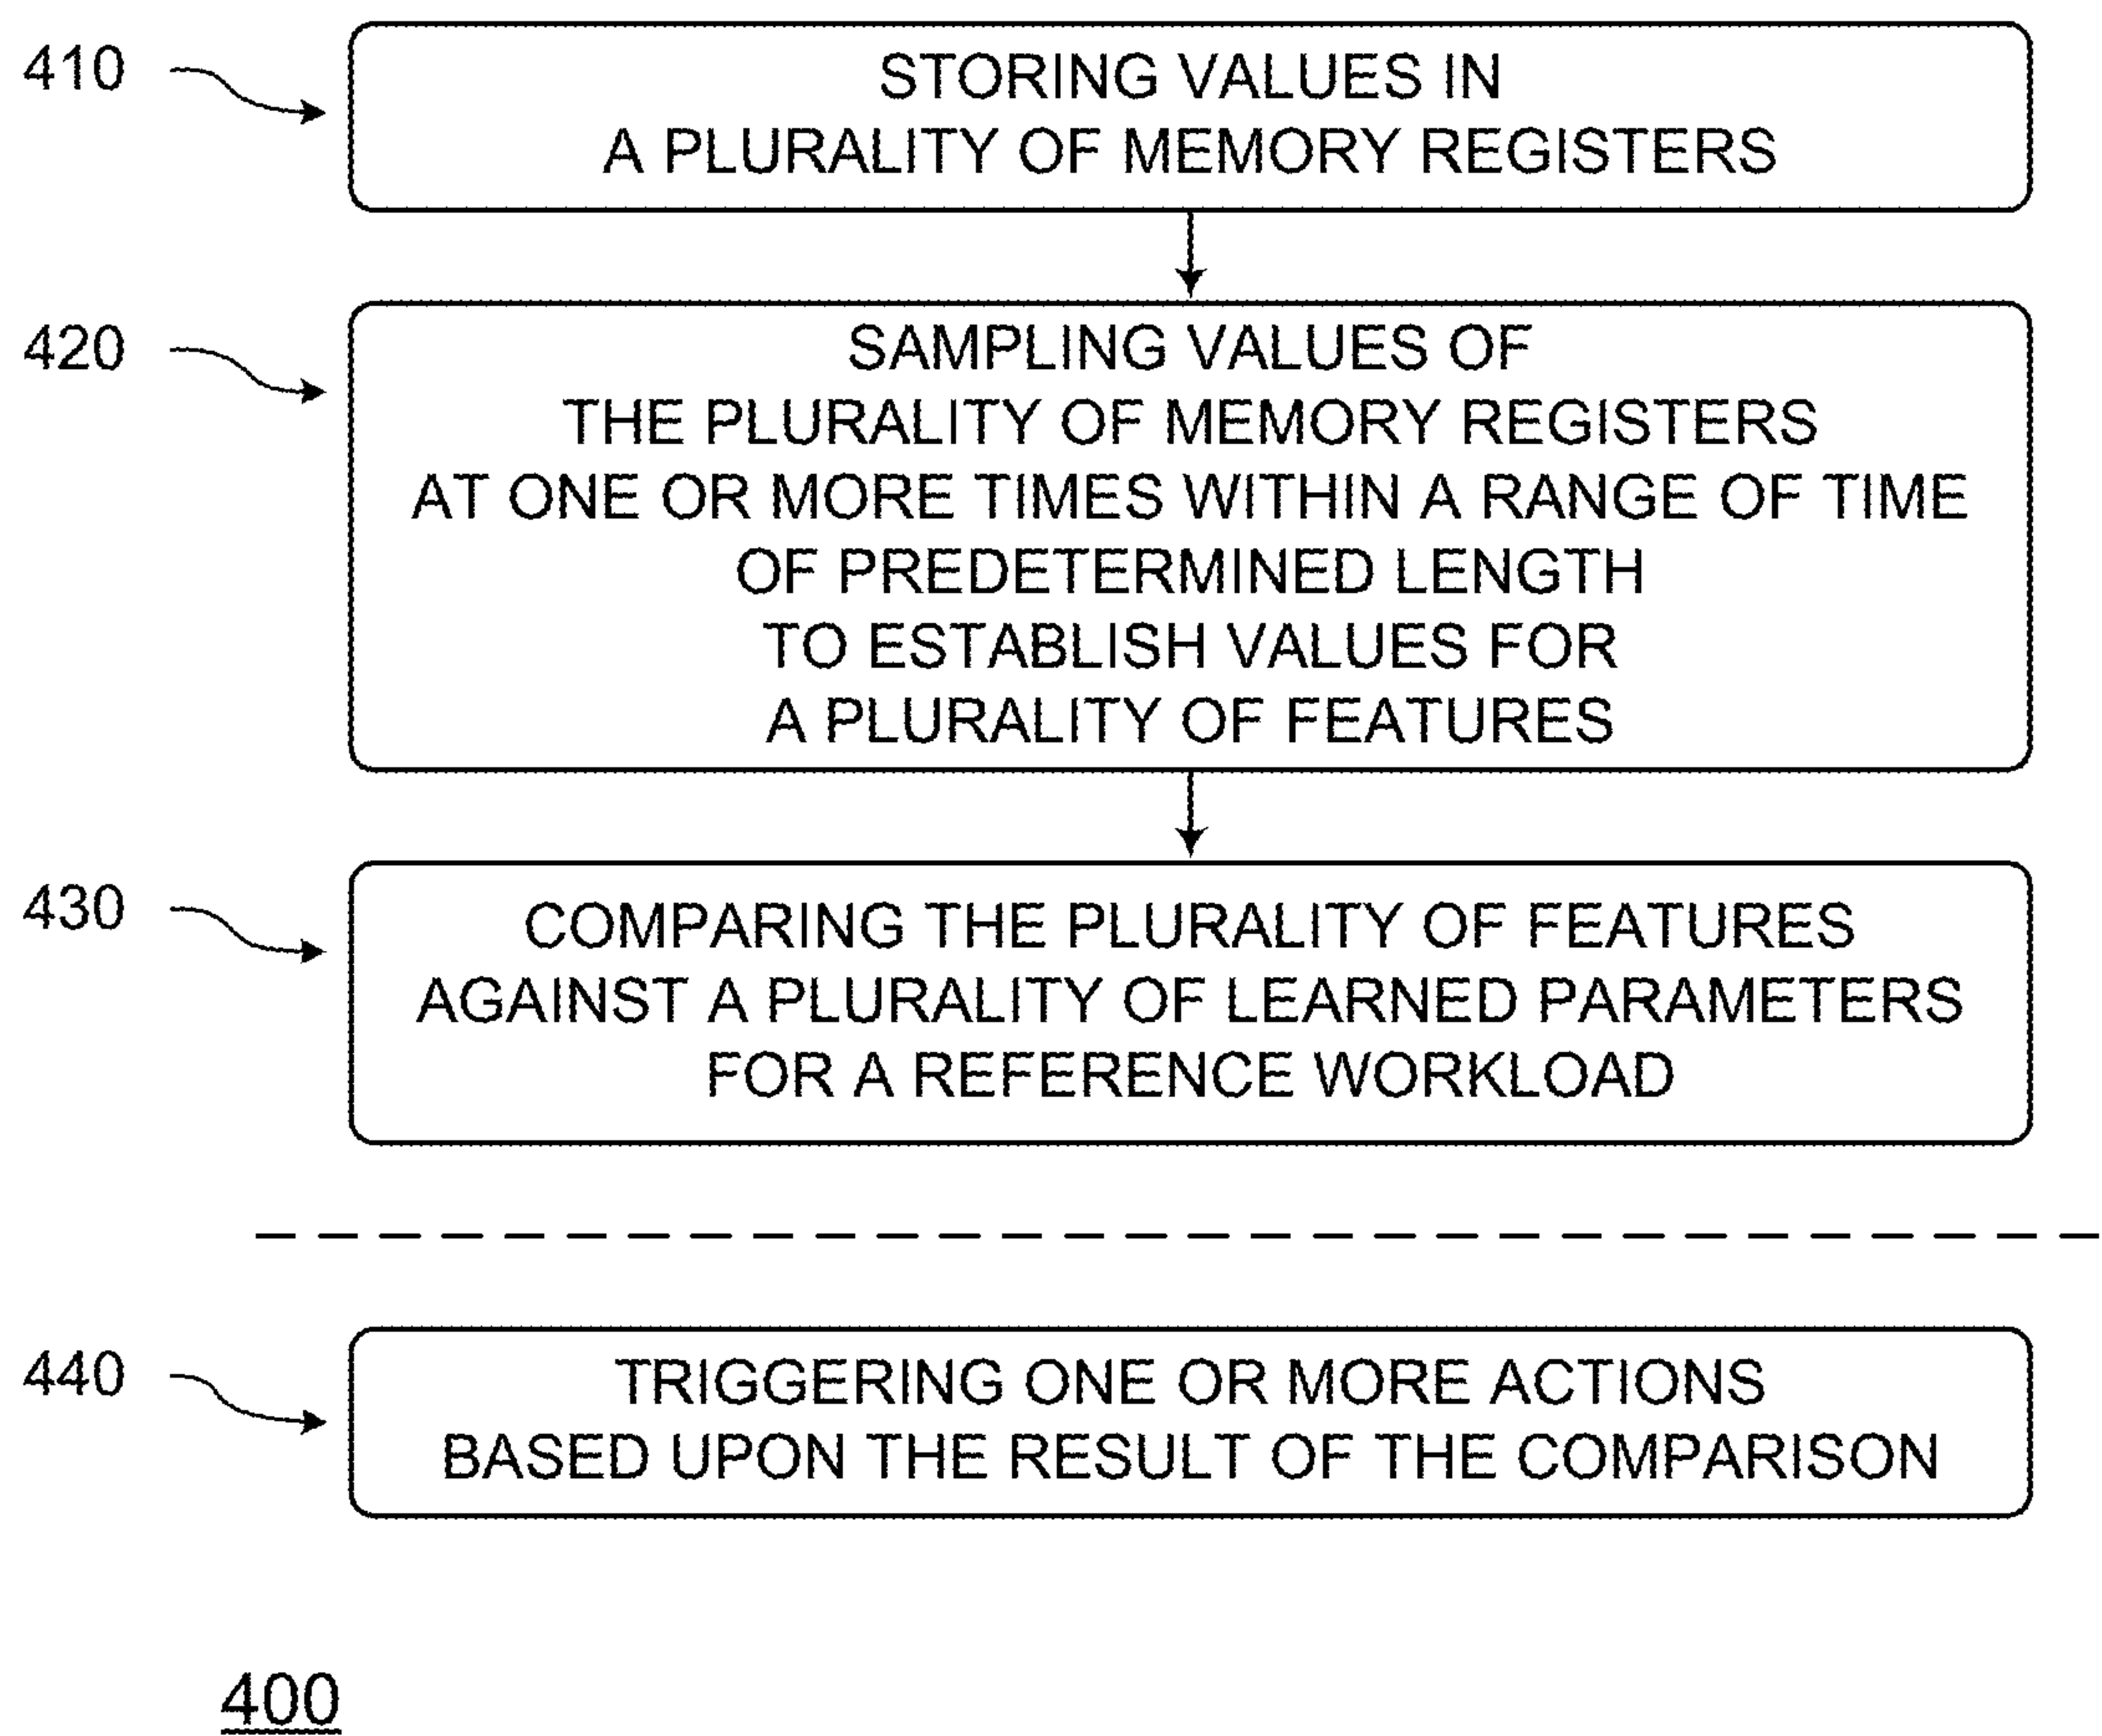 410
STORING VALUES IN
A PLURALITY OF MEMORY REGISTERS
420
SAMPLING VALUES OF
THE PLURALITY OF MEMORY REGISTERS
AT ONE OR MORE TIMES WITHIN A RANGE OF TIME
OF PREDETERMINED LENGTH
TO ESTABLISH VALUES FOR
A PLURALITY OF FEATURES
430
COMPARING THE PLURALITY OF FEATURES
AGAINST A PLURALITY OF LEARNED PARAMETERS
FOR A REFERENCE WORKLOAD
440
TRIGGERING ONE OR MORE ACTIONS
BASED UPON THE RESULT OF THE COMPARISON
400